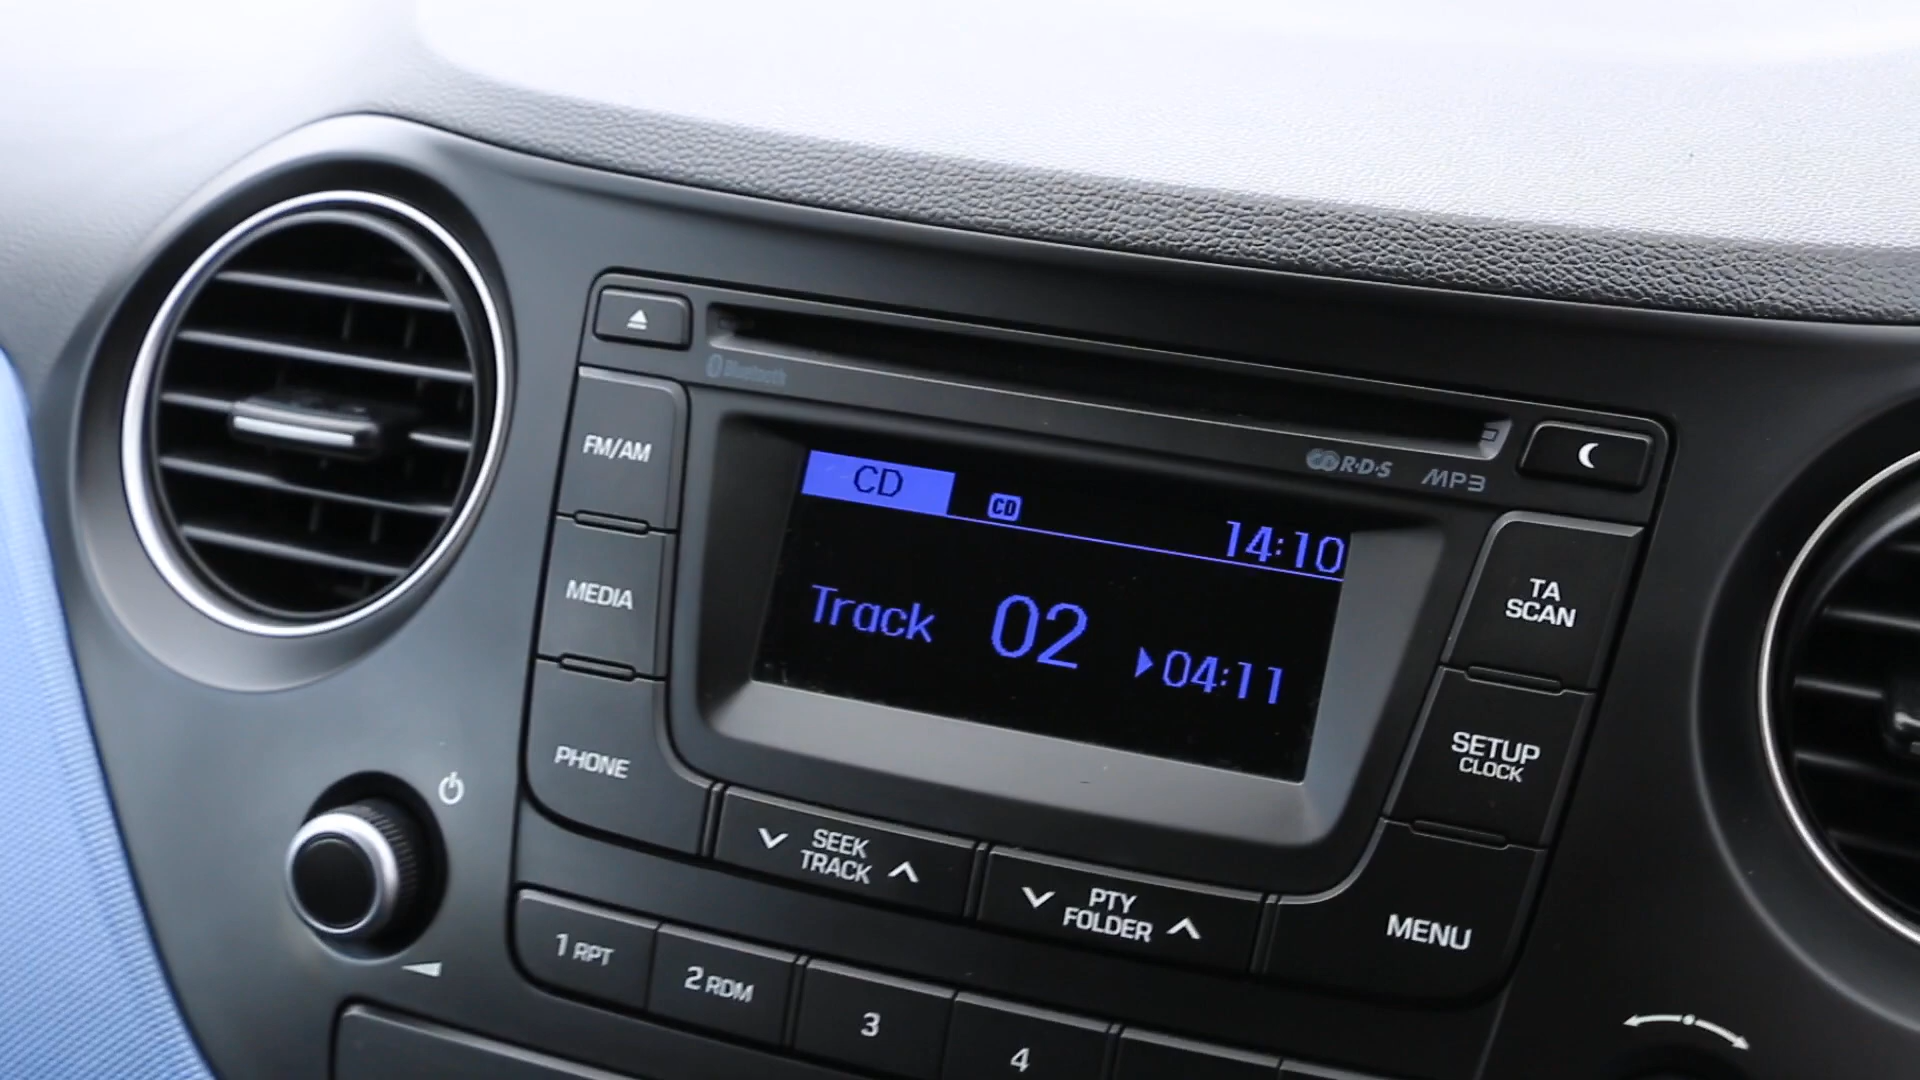 Bluetooth
R·D·S MP3
FM/AM
MEDIA
PHONE
CD
CD
14:10
Track 02 04:11
TA
SCAN
SETUP
CLOCK
SEEK
TRACK
PTY
FOLDER
MENU
1 RPT
2 RDM
3
4